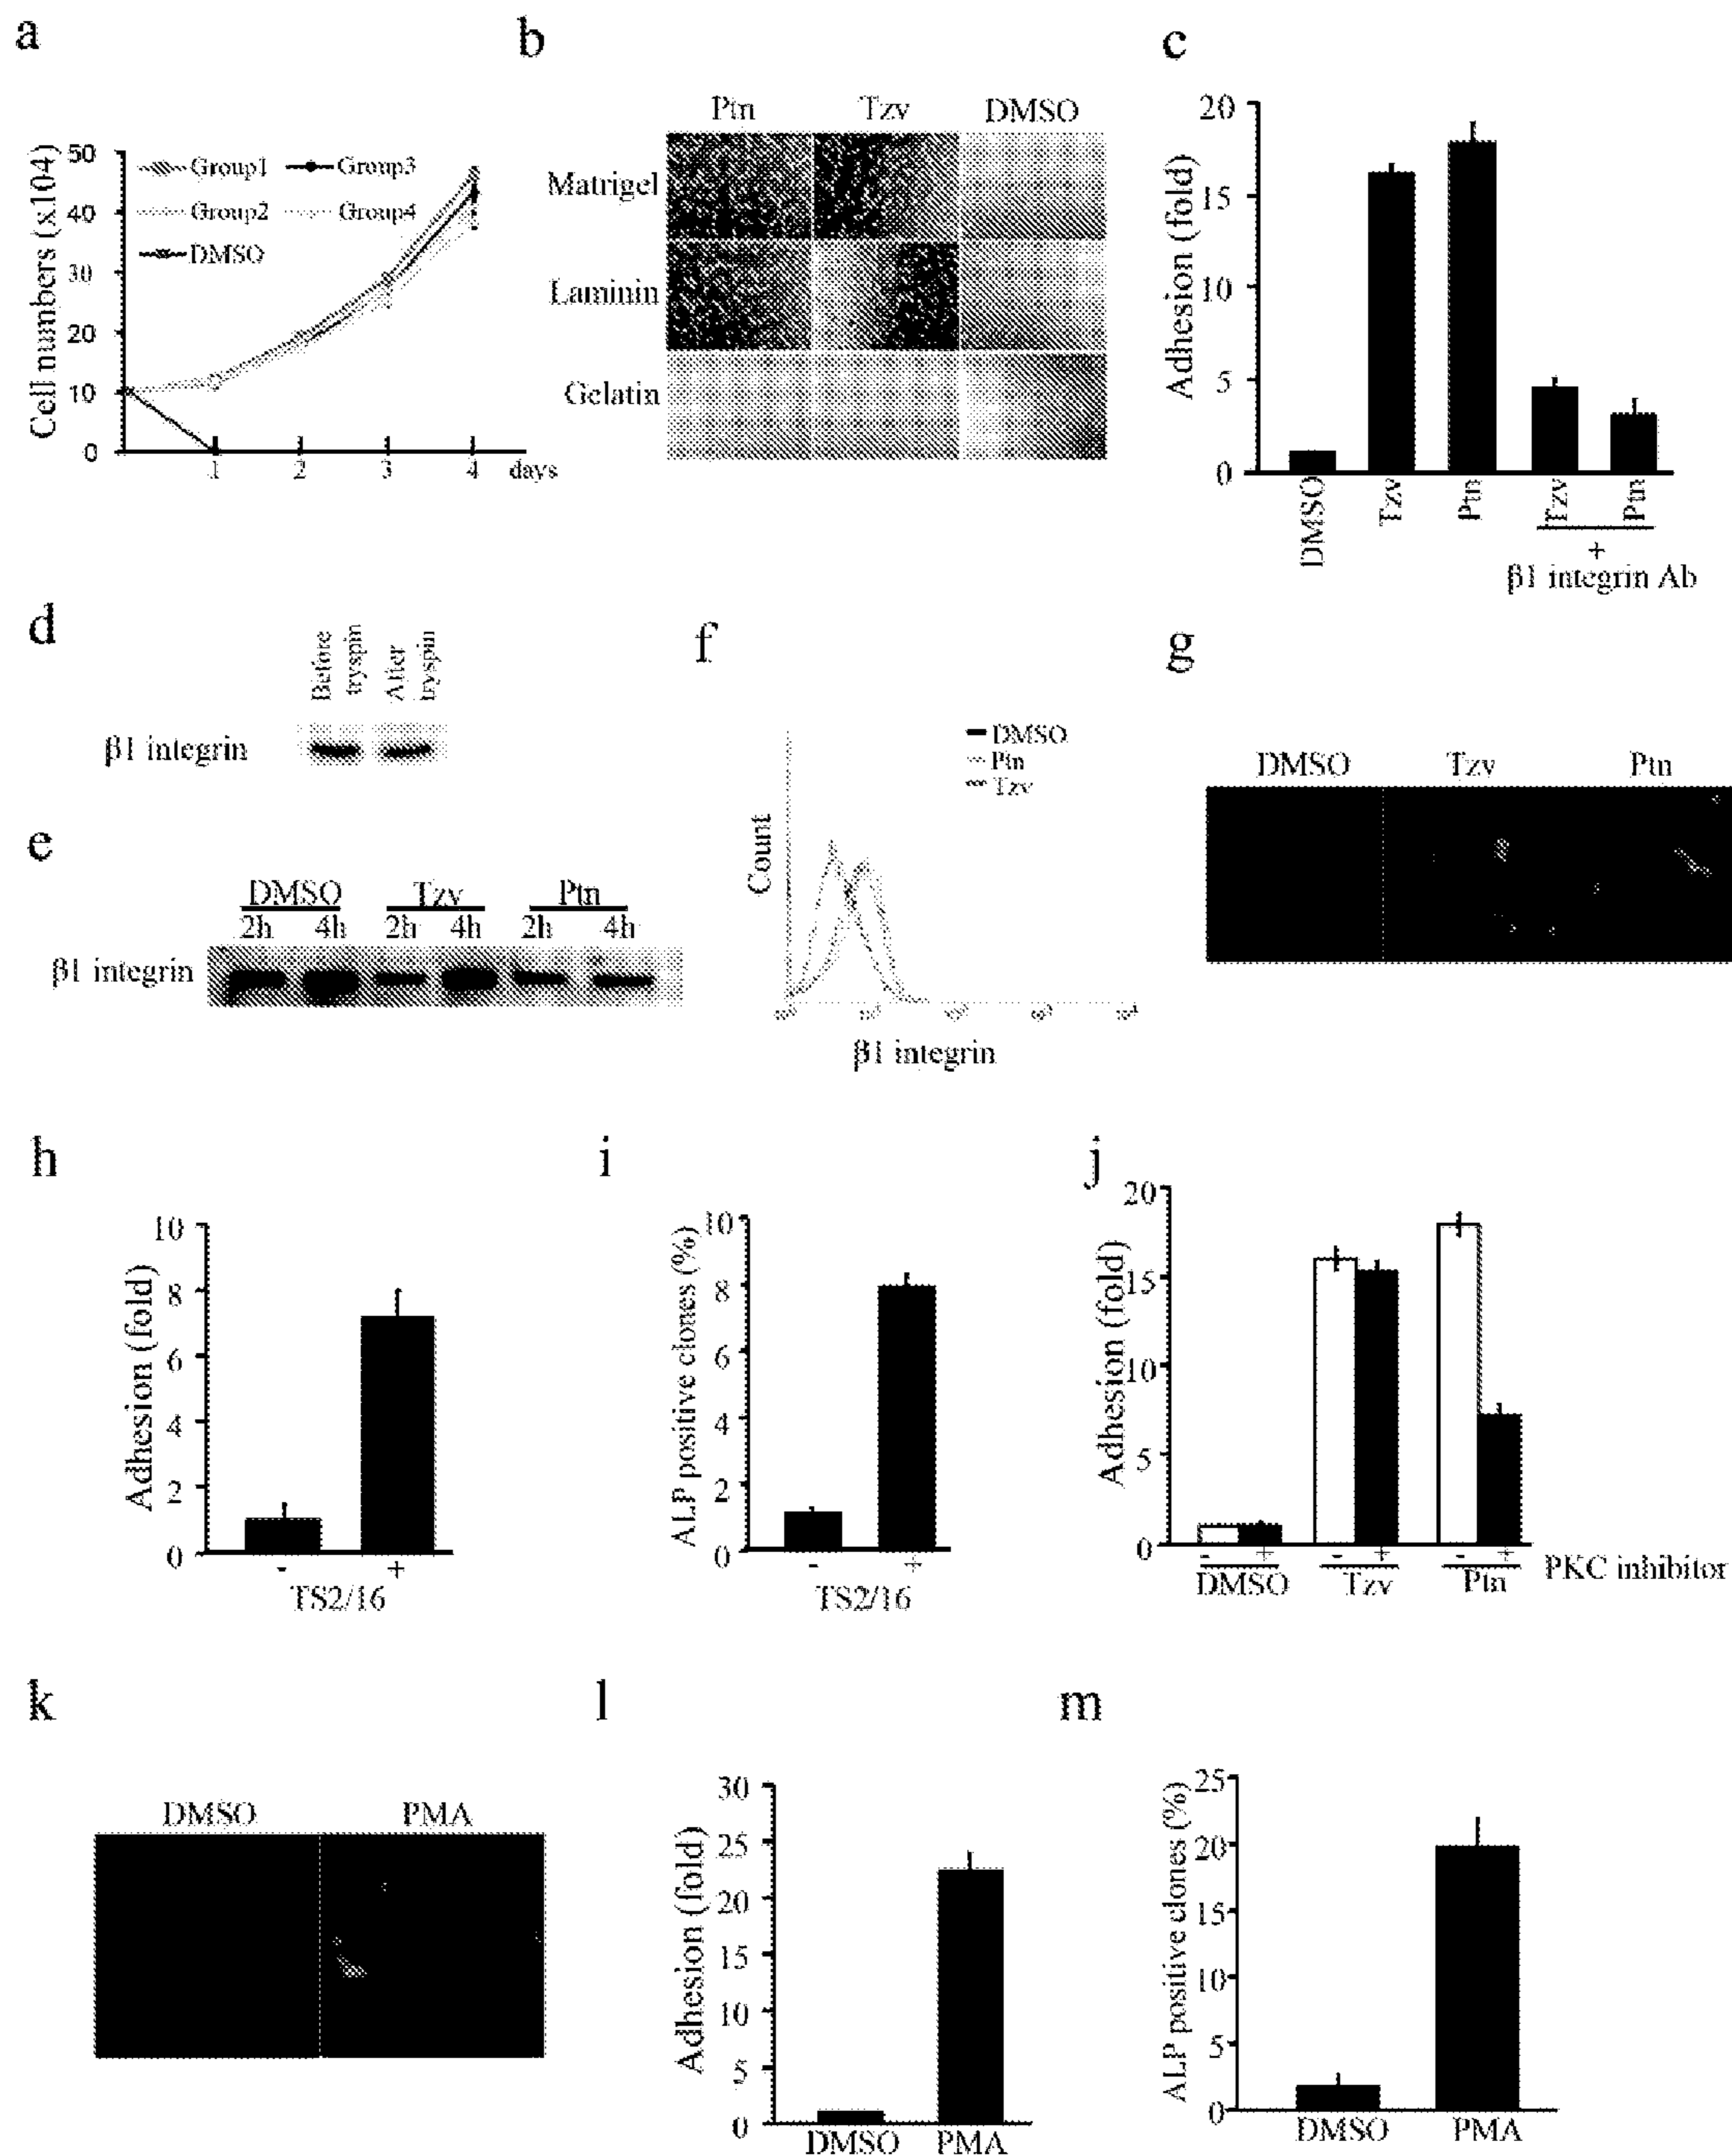 a
Cell numbers (x104)
50
40
30
20
10
0
Group1
Group3
Group2
Group4
DMSO
1
2
3
4
days
b
Ptn
Tzv
DMSO
Matrigel
Laminin
Gelatin
c
Adhesion (fold)
20
15
10
5
0
DMSO
Tzv
Ptn
Tzv
Ptn
+
β1 integrin Ab
d
Before tryspin
After tryspin
β1 integrin
e
DMSO
Tzv
Ptn
2h
4h
2h
4h
2h
4h
β1 integrin
f
DMSO
Ptn
Tzv
Count
β1 integrin
g
DMSO
Tzv
Ptn
h
Adhesion (fold)
10
8
6
4
2
0
-
+
TS2/16
i
ALP positive clones (%)
10
8
6
4
2
0
-
+
TS2/16
j
Adhesion (fold)
20
15
10
5
0
- +
- +
- +
PKC inhibitor
DMSO
Tzv
Ptn
k
DMSO
PMA
l
Adhesion (fold)
30
25
20
15
10
5
0
DMSO
PMA
m
ALP positive clones (%)
25
20
15
10
5
0
DMSO
PMA